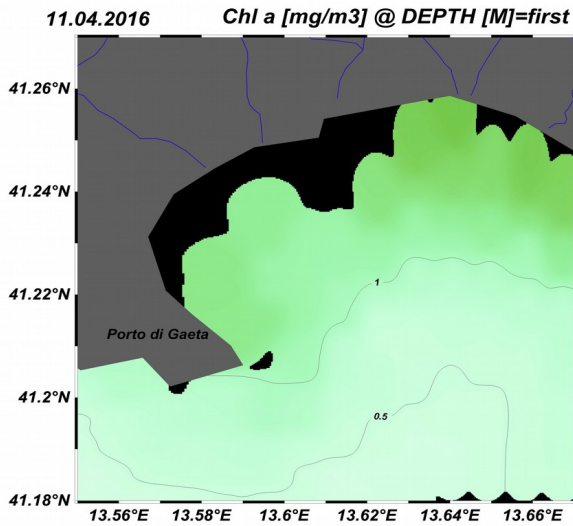 11.04.2016 Chl a [mg/m3] @ DEPTH [M]=first
41.26°N
41.24°N
1
41.22°N
Porto di Gaeta
41.2°N
0.5
41.18°N
13.56°E 13.58°E 13.6°E 13.62°E 13.64°E 13.66°E